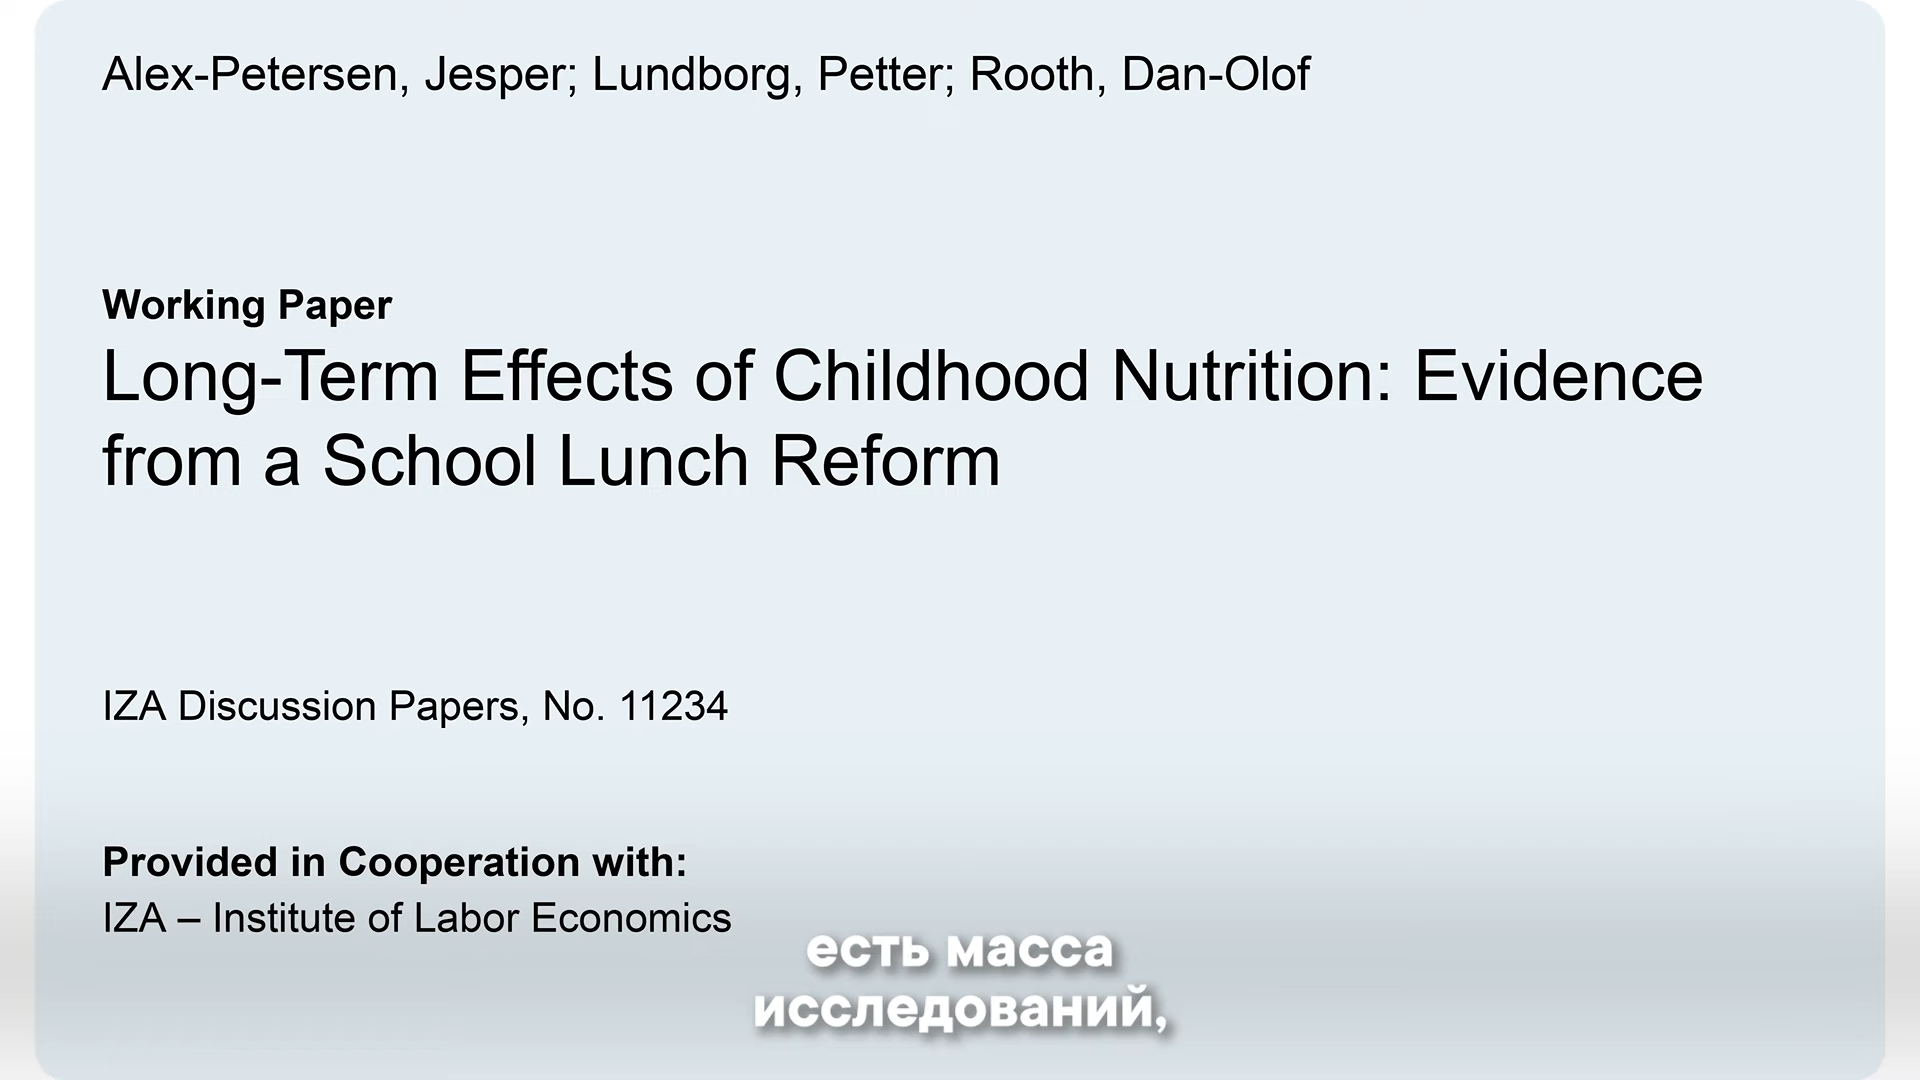 Alex-Petersen, Jesper; Lundborg, Petter; Rooth, Dan-Olof
Working Paper
Long-Term Effects of Childhood Nutrition: Evidence
from a School Lunch Reform
IZA Discussion Papers, No. 11234
Provided in Cooperation with:
IZA – Institute of Labor Economics
есть масса
исследований,